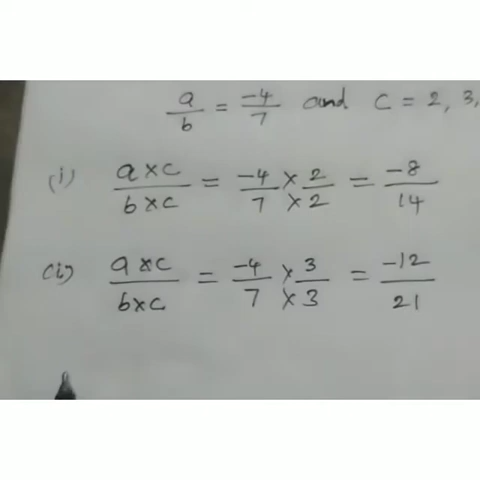 a/b = -4/7 and c = 2, 3,
(i) a×c/b×c = -4/7 × 2/× 2 = -8/14
(ii) a×c/b×c = -4/7 × 3/× 3 = -12/21